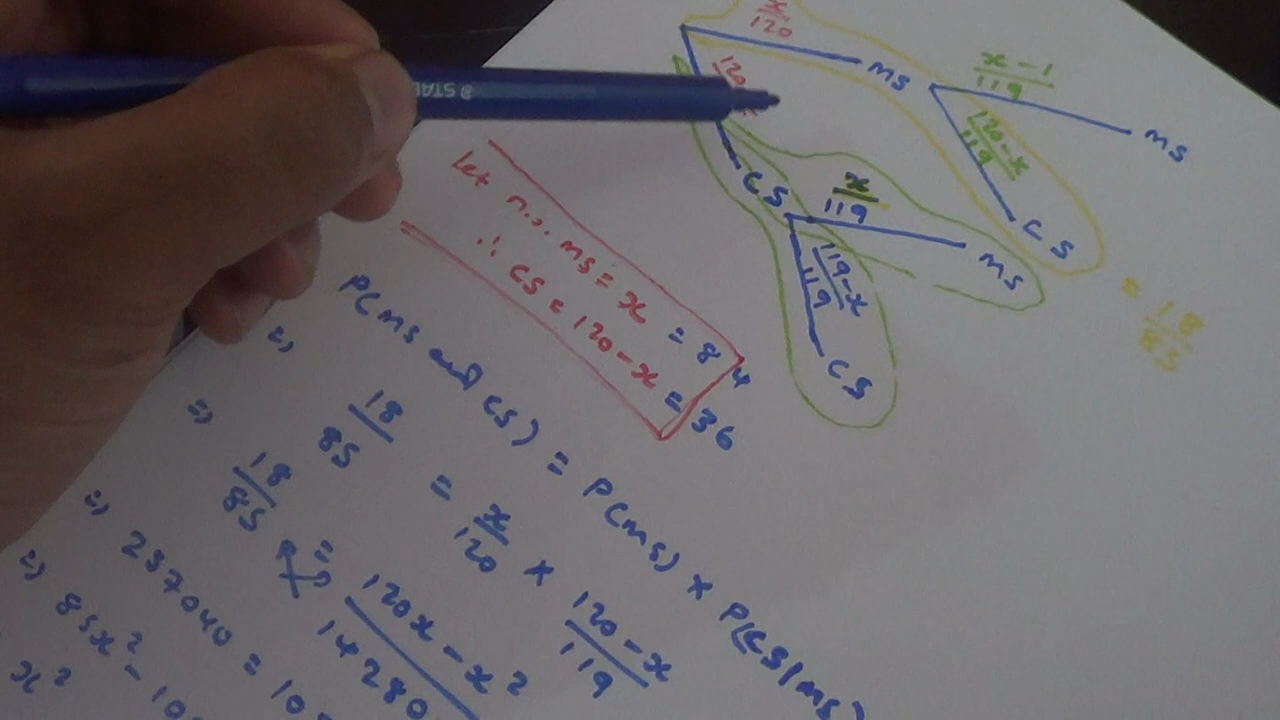 x/120
120
STAB
MS
x-1/119
120-x/119
MS
CS
CS
x/119
MS
119-x/119
CS
= 18/85
Let no. MS = x = 84
∴ CS = 120-x = 36
P(MS and CS) = P(MS) × P(CS|MS)
=> 18/85 = x/120 × 120-x/119
=> 18/85 = 120x-x²/14280
=> 257040 = 10
=> 85x² - 10
x²